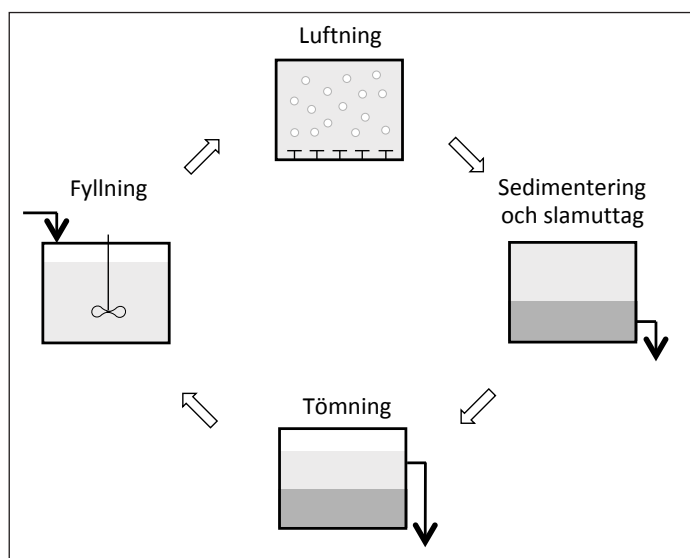 Luftning
Fyllning
Sedimentering
och slamuttag
Tömning